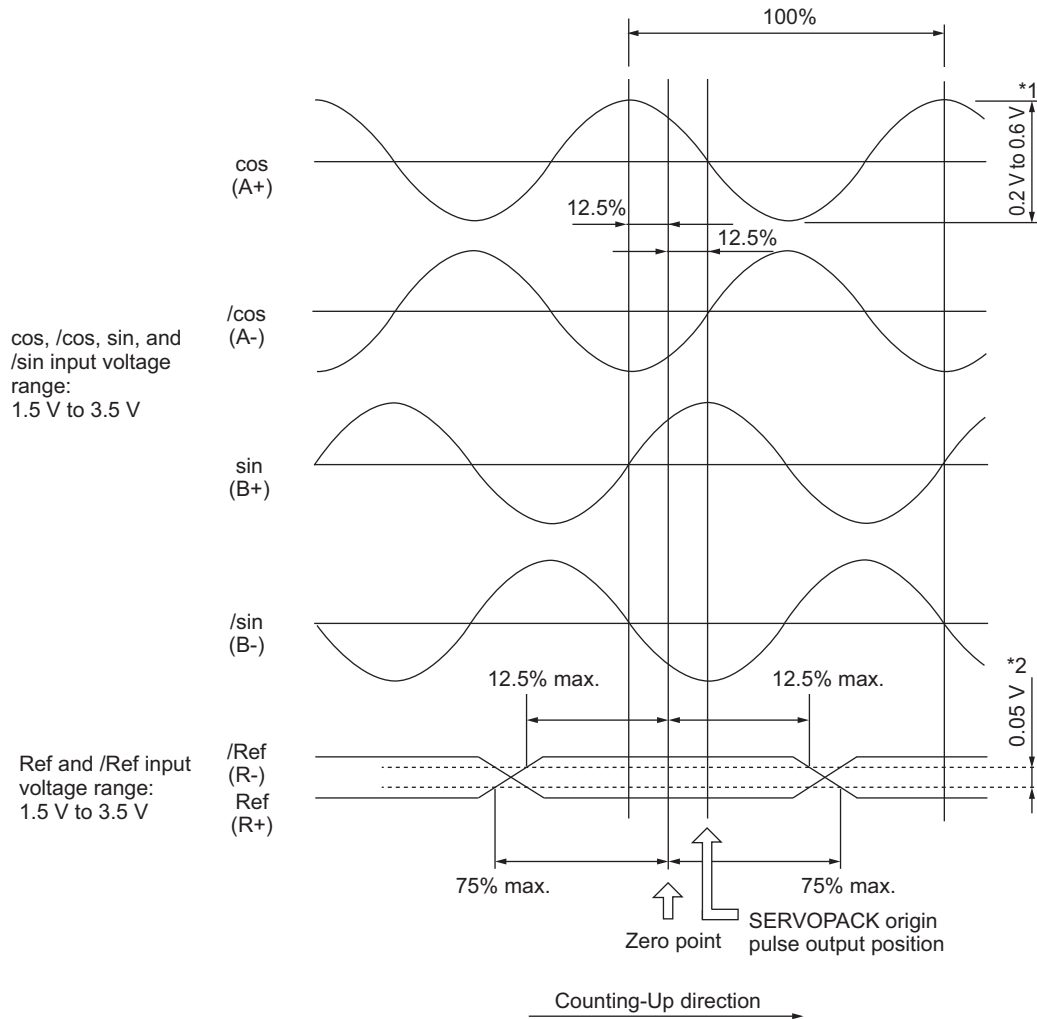 100%
*1
0.2 V to 0.6 V
cos
(A+)
12.5%
12.5%
/cos
(A-)
cos, /cos, sin, and
/sin input voltage
range:
1.5 V to 3.5 V
sin
(B+)
/sin
(B-)
*2
0.05 V
12.5% max.
12.5% max.
/Ref
(R-)
Ref
(R+)
Ref and /Ref input
voltage range:
1.5 V to 3.5 V
75% max.
75% max.
Zero point
SERVOPACK origin
pulse output position
Counting-Up direction